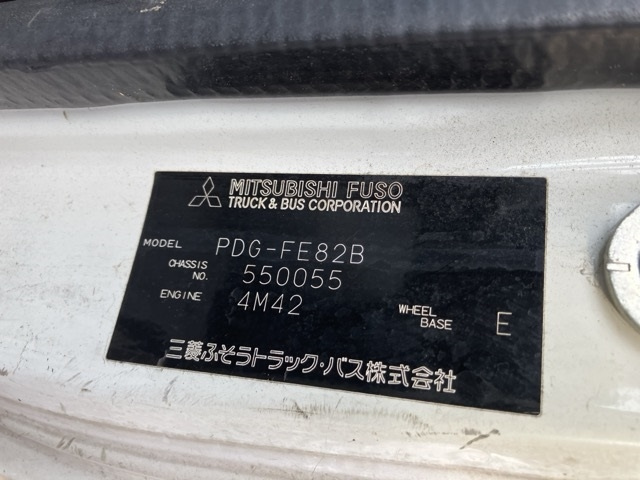 MITSUBISHI FUSO
TRUCK & BUS CORPORATION
MODEL PDG-FE82B
CHASSIS NO. 550055
ENGINE 4M42
WHEEL BASE E
三菱ふそうトラック・バス株式会社